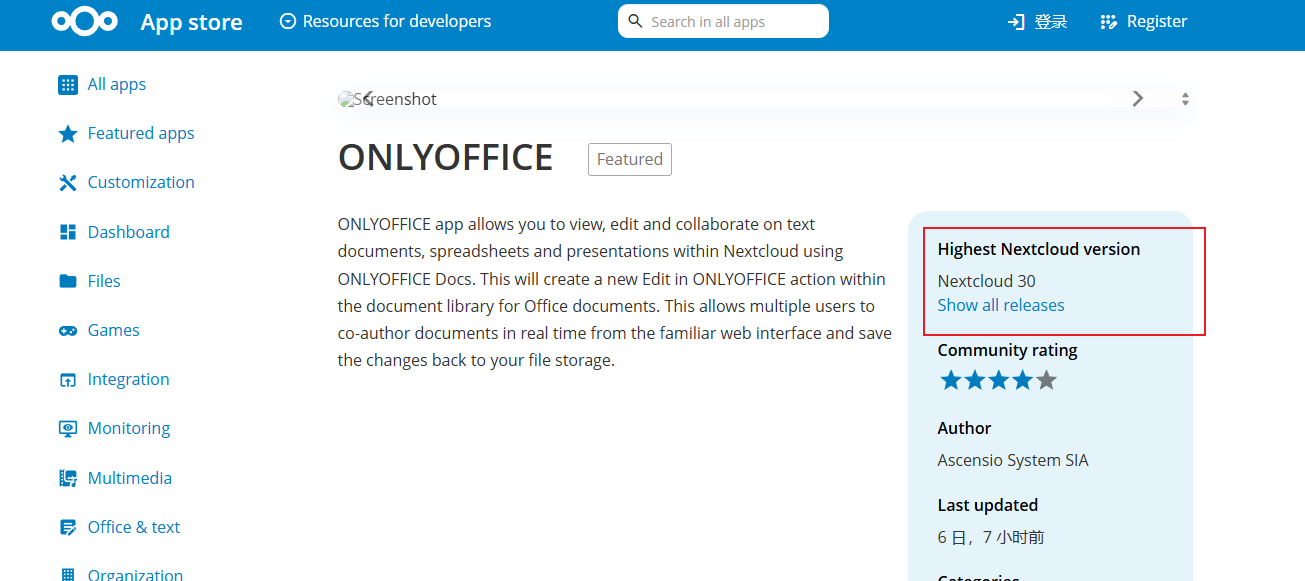 App store
Resources for developers
Search in all apps
登录
Register
All apps
Featured apps
Customization
Dashboard
Files
Games
Integration
Monitoring
Multimedia
Office & text
Organization
Screenshot
ONLYOFFICE
Featured
ONLYOFFICE app allows you to view, edit and collaborate on text
documents, spreadsheets and presentations within Nextcloud using
ONLYOFFICE Docs. This will create a new Edit in ONLYOFFICE action within
the document library for Office documents. This allows multiple users to
co-author documents in real time from the familiar web interface and save
the changes back to your file storage.
Highest Nextcloud version
Nextcloud 30
Show all releases
Community rating
Author
Ascensio System SIA
Last updated
6 日，7 小时前
Categories